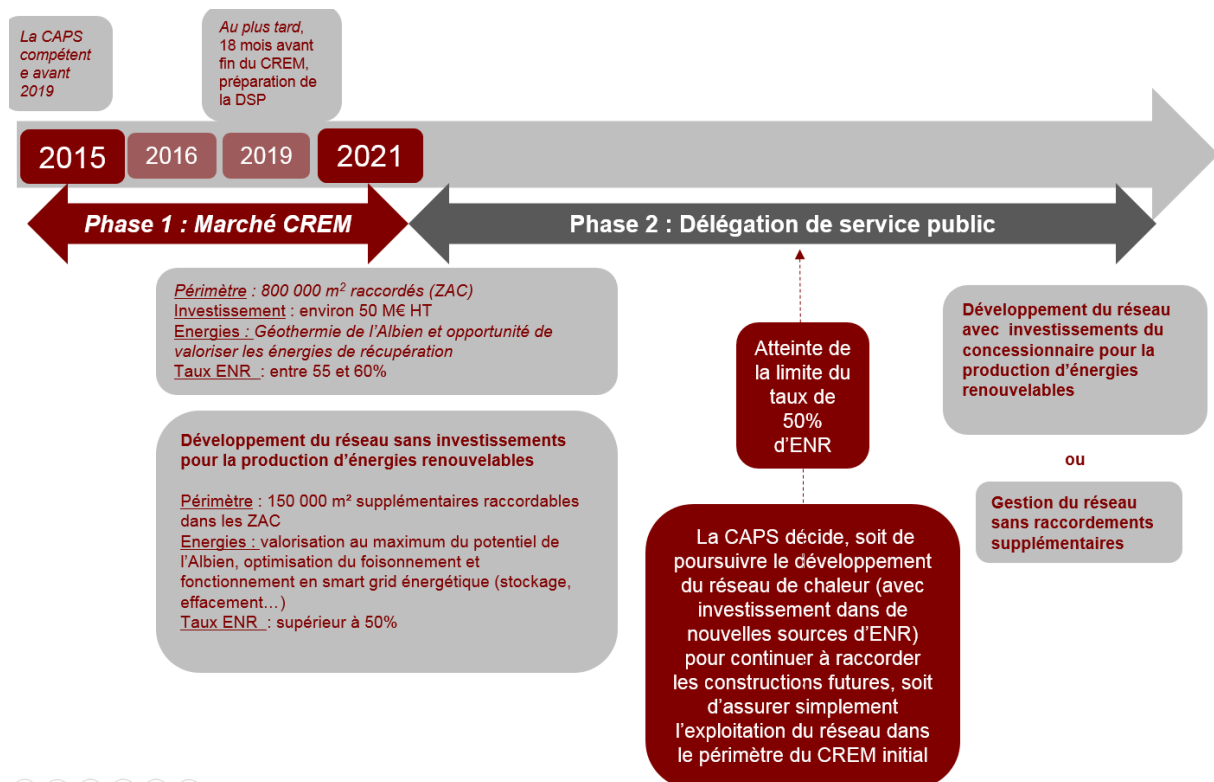 La CAPS
compétent
e avant
2019
Au plus tard,
18 mois avant
fin du CREM,
préparation de
la DSP
2015
2016
2019
2021
Phase 1 : Marché CREM
Phase 2 : Délégation de service public
Périmètre : 800 000 m² raccordés (ZAC)
Investissement : environ 50 M€ HT
Energies : Géothermie de l'Albien et opportunité de
valoriser les énergies de récupération
Taux ENR : entre 55 et 60%
Développement du réseau sans investissements
pour la production d'énergies renouvelables
Périmètre : 150 000 m² supplémentaires raccordables
dans les ZAC
Energies : valorisation au maximum du potentiel de
l'Albien, optimisation du foisonnement et
fonctionnement en smart grid énergétique (stockage,
effacement…)
Taux ENR : supérieur à 50%
Atteinte de
la limite du
taux de
50%
d'ENR
La CAPS décide, soit de
poursuivre le développement
du réseau de chaleur (avec
investissement dans de
nouvelles sources d'ENR)
pour continuer à raccorder
les constructions futures, soit
d'assurer simplement
l'exploitation du réseau dans
le périmètre du CREM initial
Développement du réseau
avec investissements du
concessionnaire pour la
production d'énergies
renouvelables
ou
Gestion du réseau
sans raccordements
supplémentaires